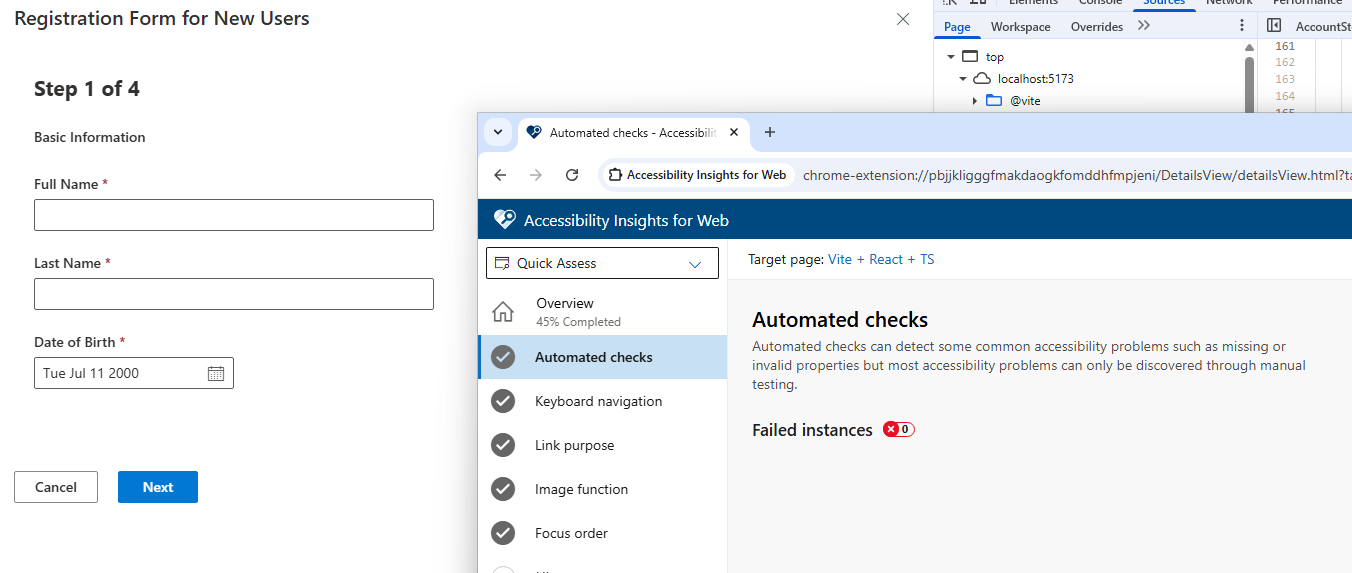 Registration Form for New Users
Step 1 of 4
Basic Information
Full Name *
Last Name *
Date of Birth *
Tue Jul 11 2000
Cancel
Next
Elements Console Sources Network Performance
Page Workspace Overrides
top
localhost:5173
@vite
AccountSt
161
162
163
164
165
Automated checks - Accessibilit
Accessibility Insights for Web
chrome-extension://pbjjkligggfmakdaogkfomddhfmpjeni/DetailsView/detailsView.html?ta
Accessibility Insights for Web
Quick Assess
Overview
45% Completed
Automated checks
Keyboard navigation
Link purpose
Image function
Focus order
Target page: Vite + React + TS
Automated checks
Automated checks can detect some common accessibility problems such as missing or
invalid properties but most accessibility problems can only be discovered through manual
testing.
Failed instances 0